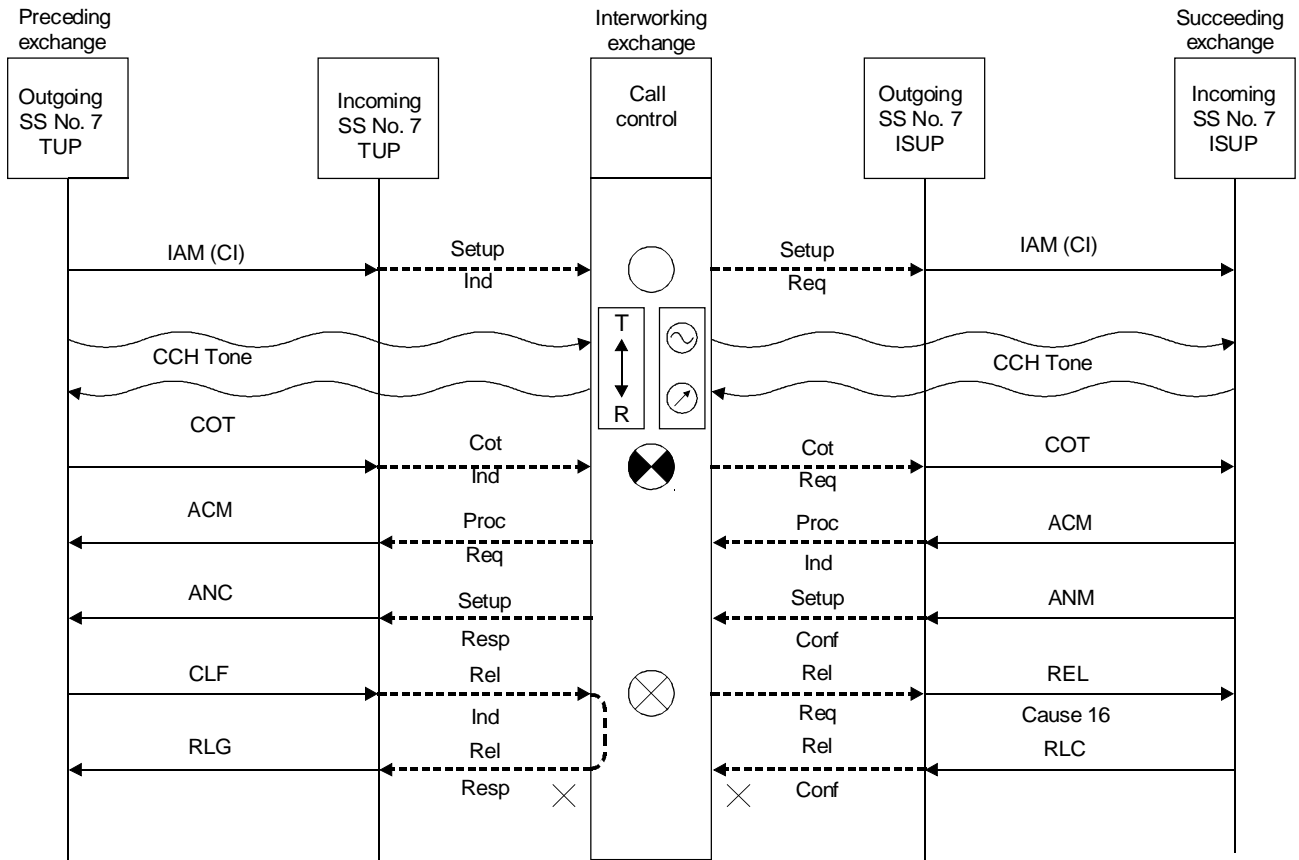 Preceding
exchange
Interworking
exchange
Succeeding
exchange
Outgoing
SS No. 7
TUP
Incoming
SS No. 7
TUP
Call
control
Outgoing
SS No. 7
ISUP
Incoming
SS No. 7
ISUP
IAM (CI)
Setup
Ind
Setup
Req
IAM (CI)
T
R
CCH Tone
CCH Tone
COT
Cot
Ind
Cot
Req
COT
ACM
Proc
Req
Proc
Ind
ACM
ANC
Setup
Resp
Setup
Conf
ANM
CLF
Rel
Ind
Rel
Req
REL
Cause 16
RLG
Rel
Resp
Rel
Conf
RLC